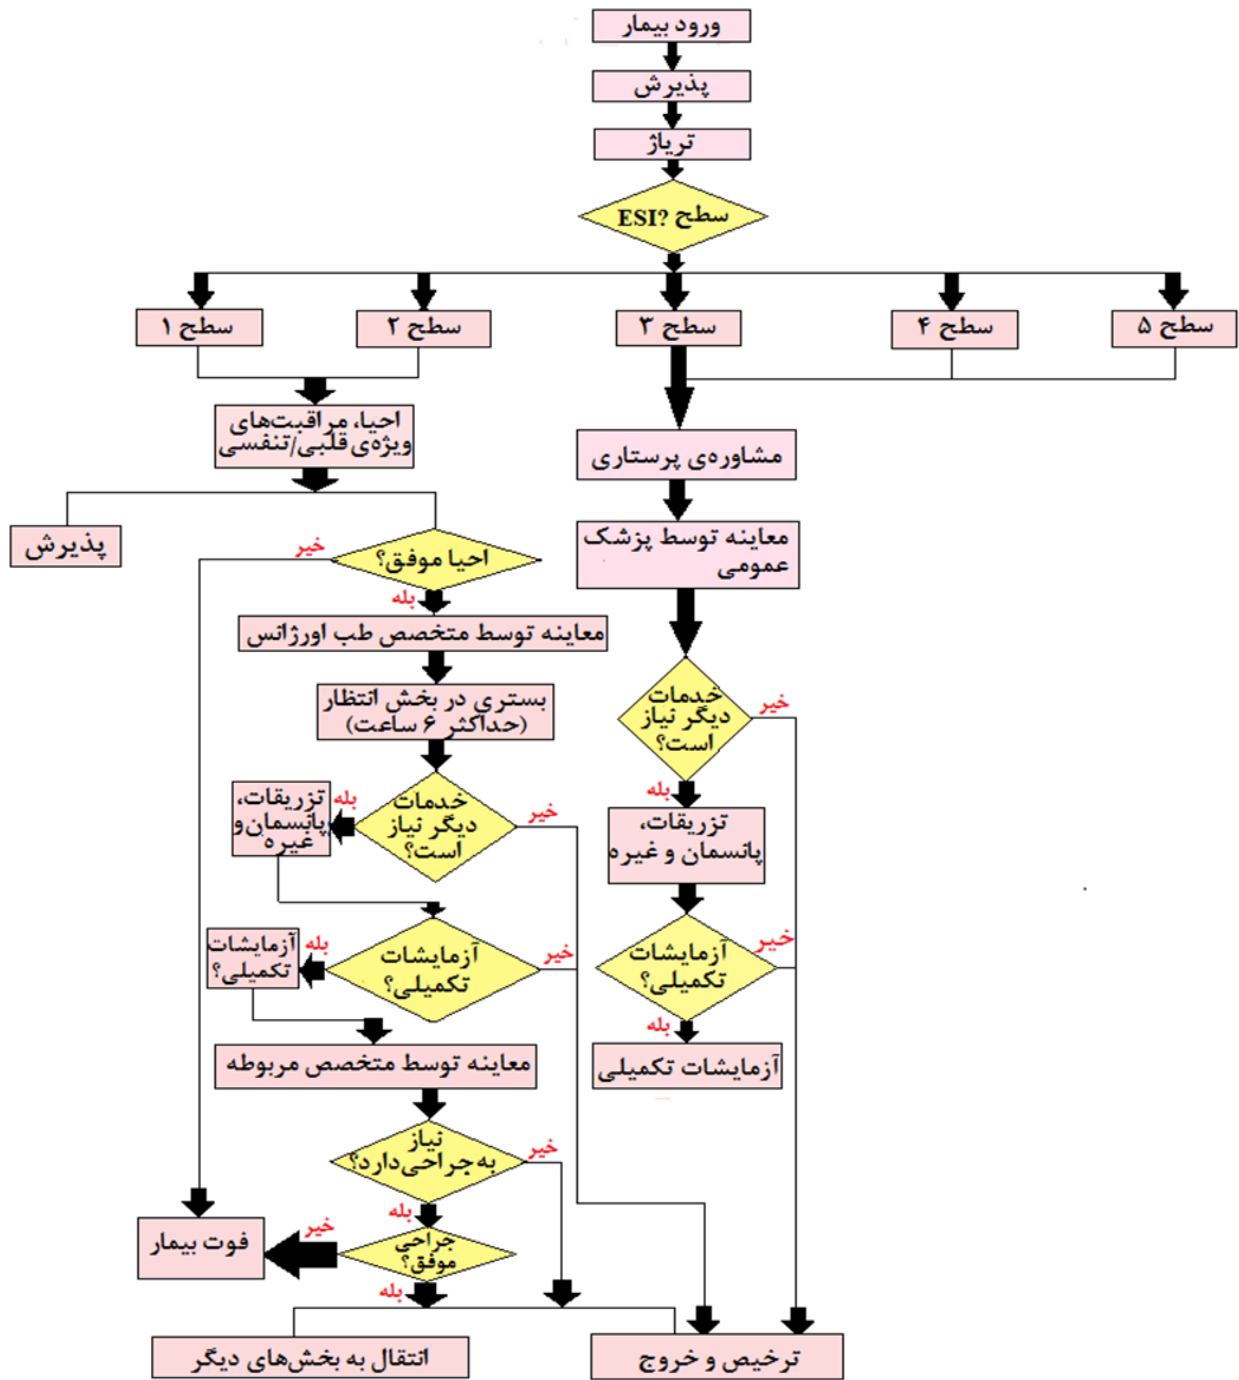 ورود بیمار
پذیرش
تریاژ
سطح ESI?
سطح ۱
سطح ۲
سطح ۳
سطح ۴
سطح ۵
احیا، مراقبت‌های
ویژه‌ی قلبی/تنفسی
مشاوره‌ی پرستاری
پذیرش
خیر
احیا موفق؟
بله
معاینه توسط پزشک
عمومی
معاینه توسط متخصص طب اورژانس
بستری در بخش انتظار
(حداکثر ۶ ساعت)
خدمات
دیگر نیاز
است؟
خیر
بله
تزریقات،
پانسمان و
غیره
بله
خدمات
دیگر نیاز
است؟
خیر
تزریقات،
پانسمان و غیره
آزمایشات
تکمیلی؟
بله
آزمایشات
تکمیلی؟
خیر
آزمایشات
تکمیلی؟
خیر
بله
آزمایشات تکمیلی
معاینه توسط متخصص مربوطه
نیاز
به جراحی دارد؟
خیر
بله
فوت بیمار
خیر
جراحی
موفق؟
بله
انتقال به بخش‌های دیگر
ترخیص و خروج